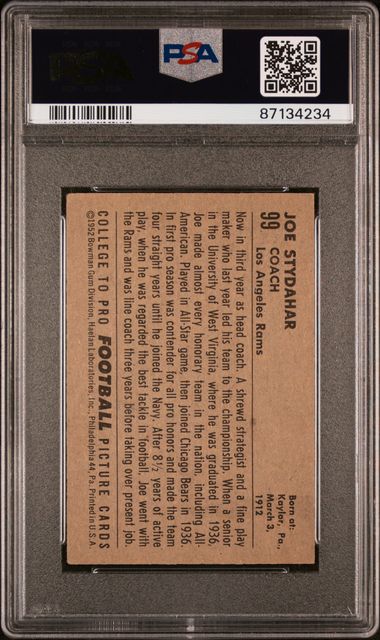 PSA
PSA
87134234
JOE STYDAHAR
99
COACH
Los Angeles Rams
Born at:
Kaylor, Pa.,
March 3,
1912
Now in third year as head coach. A shrewd strategist and a fine play
maker who last year led his team to the championship. When a senior
in the University of West Virginia, where he was graduated in 1936,
Joe made almost every honorary team in the nation, including All-
American. Played in All-Star game, then joined Chicago Bears in 1936.
In first pro season was contender for all pro honors and made the team
four straight years until he joined the Navy. After 8½ years of active
play, when he was regarded the best tackle in football, Joe went with
the Rams and was line coach three years before taking over present job.
COLLEGE TO PRO FOOTBALL PICTURE CARDS
©1952 Bowman Gum Division, Haelan Laboratories, Inc., Philadelphia 44, Pa. Printed in U.S.A.